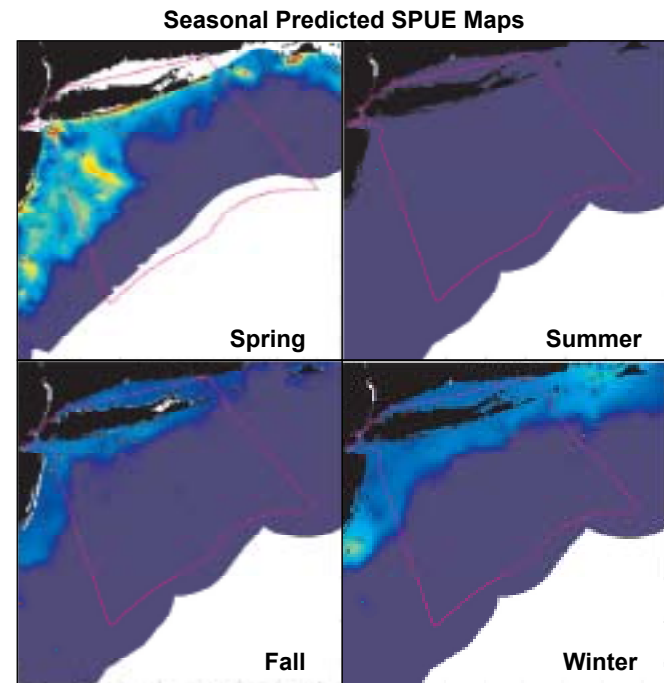 Seasonal Predicted SPUE Maps
Spring
Summer
Fall
Winter